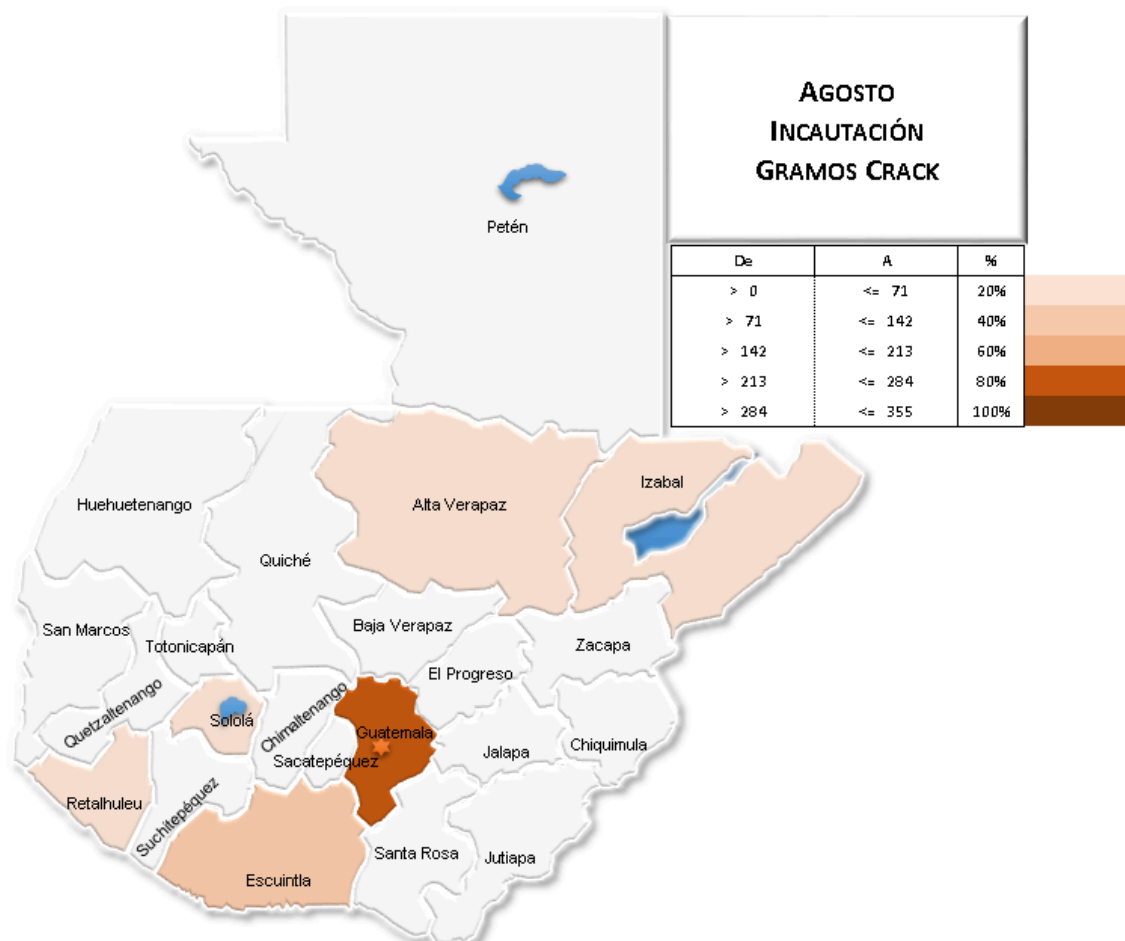 AGOSTO
INCAUTACIÓN
GRAMOS CRACK
De A %
> 0 <= 71 20%
> 71 <= 142 40%
> 142 <= 213 60%
> 213 <= 284 80%
> 284 <= 355 100%
Petén
Huehuetenango
Quiché
Alta Verapaz
Izabal
San Marcos
Totonicapán
Baja Verapaz
Zacapa
El Progreso
Quetzaltenango
Sololá
Chimaltenango
Guatemala
Sacatepéquez
Jalapa
Chiquimula
Retalhuleu
Suchitepéquez
Santa Rosa
Jutiapa
Escuintla